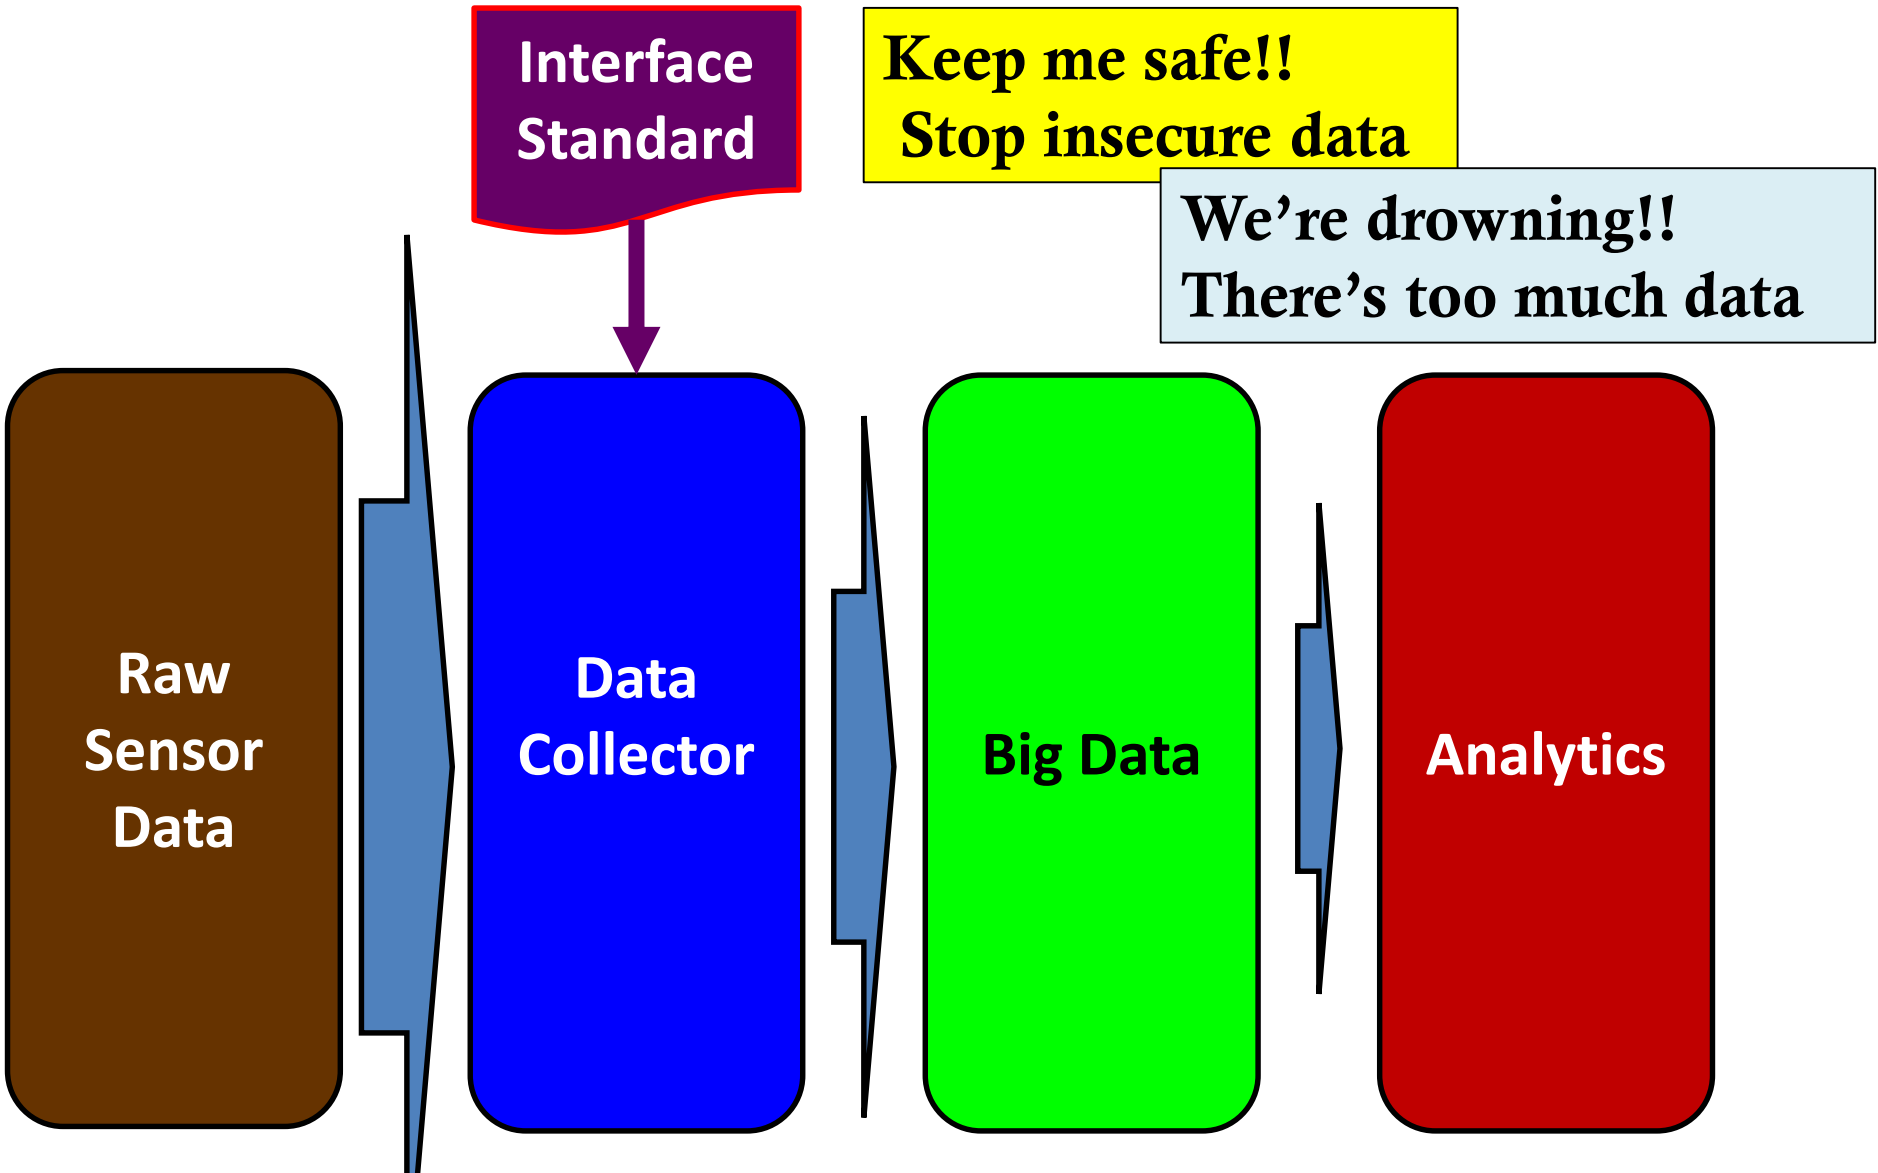 Interface
Standard
Keep me safe!!
Stop insecure data
We’re drowning!!
There’s too much data
Raw
Sensor
Data
Data
Collector
Big Data
Analytics